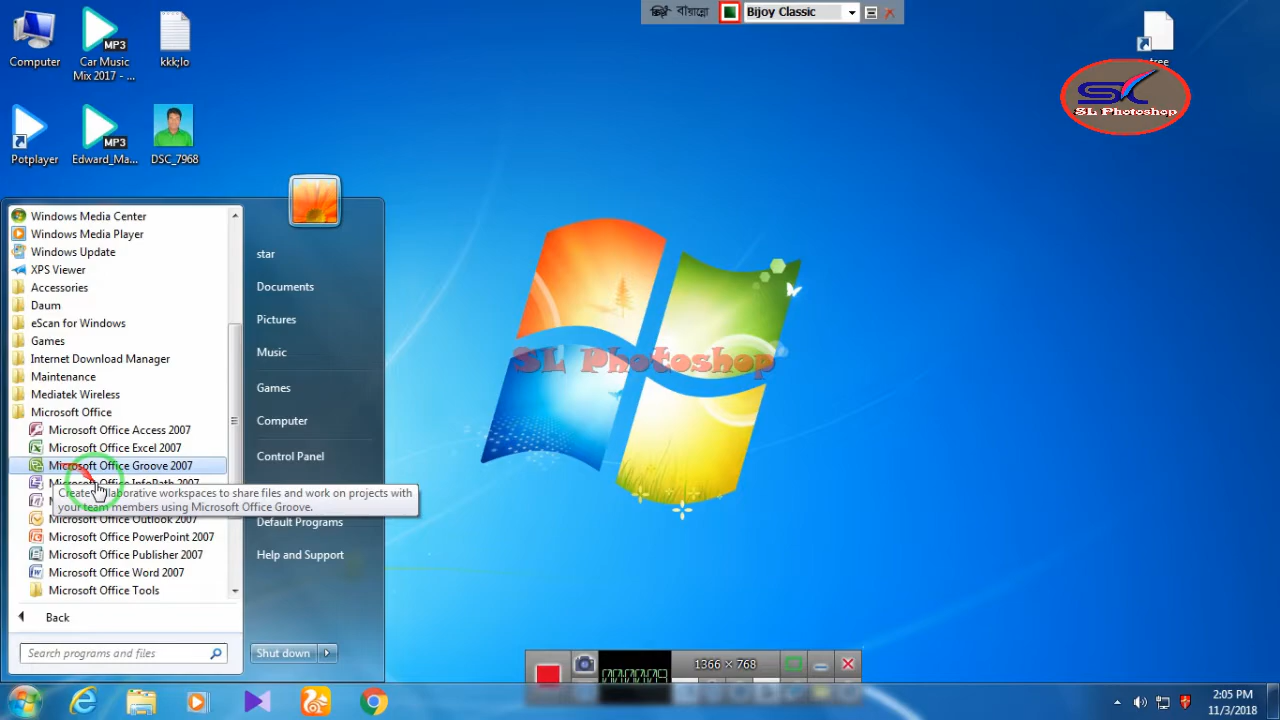 বায়ান্নো
Bijoy Classic
Computer
MP3
Car Music
Mix 2017 - ...
kkk;lo
tree
SL Photoshop
Potplayer
MP3
Edward_Ma...
DSC_7968
Windows Media Center
Windows Media Player
Windows Update
XPS Viewer
Accessories
Daum
eScan for Windows
Games
Internet Download Manager
Maintenance
Mediatek Wireless
Microsoft Office
Microsoft Office Access 2007
Microsoft Office Excel 2007
Microsoft Office Groove 2007
Microsoft Office InfoPath 2007
Create collaborative workspaces to share files and work on projects with
your team members using Microsoft Office Groove.
Microsoft Office Outlook 2007
Microsoft Office PowerPoint 2007
Microsoft Office Publisher 2007
Microsoft Office Word 2007
Microsoft Office Tools
Back
Search programs and files
star
Documents
Pictures
Music
Games
Computer
Control Panel
Default Programs
Help and Support
Shut down
SL Photoshop
1366 × 768
2:05 PM
11/3/2018